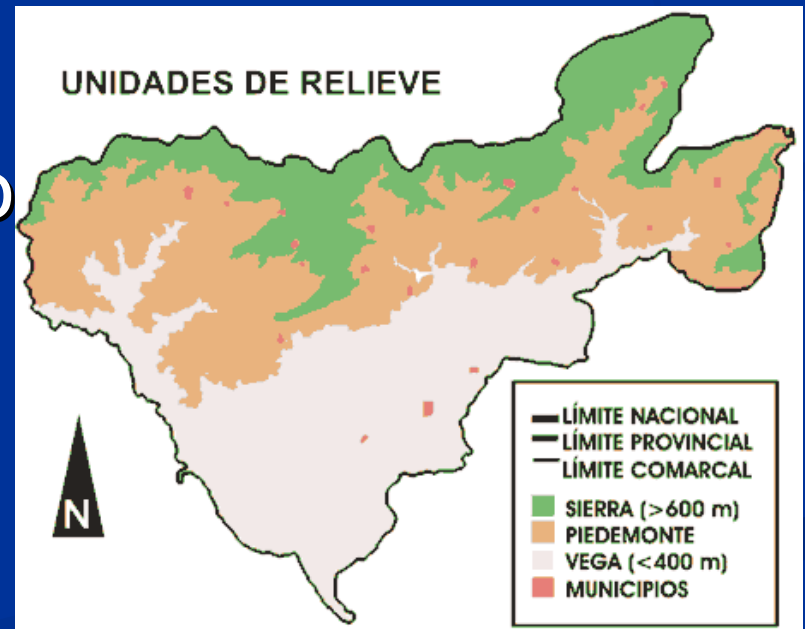 UNIDADES DE RELIEVE
O
N
LÍMITE NACIONAL
LÍMITE PROVINCIAL
LÍMITE COMARCAL
SIERRA (>600 m)
PIEDEMONTE
VEGA (<400 m)
MUNICIPIOS